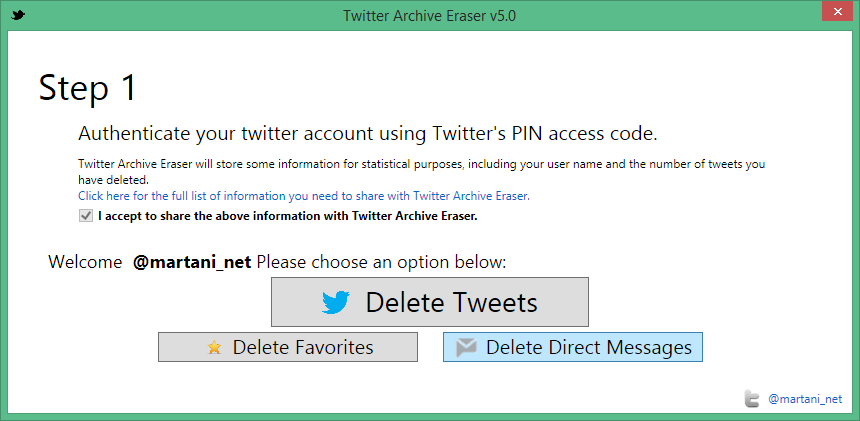 Twitter Archive Eraser v5.0
Step 1
Authenticate your twitter account using Twitter's PIN access code.
Twitter Archive Eraser will store some information for statistical purposes, including your user name and the number of tweets you
have deleted.
Click here for the full list of information you need to share with Twitter Archive Eraser.
I accept to share the above information with Twitter Archive Eraser.
Welcome @martani_net Please choose an option below:
Delete Tweets
Delete Favorites
Delete Direct Messages
@martani_net